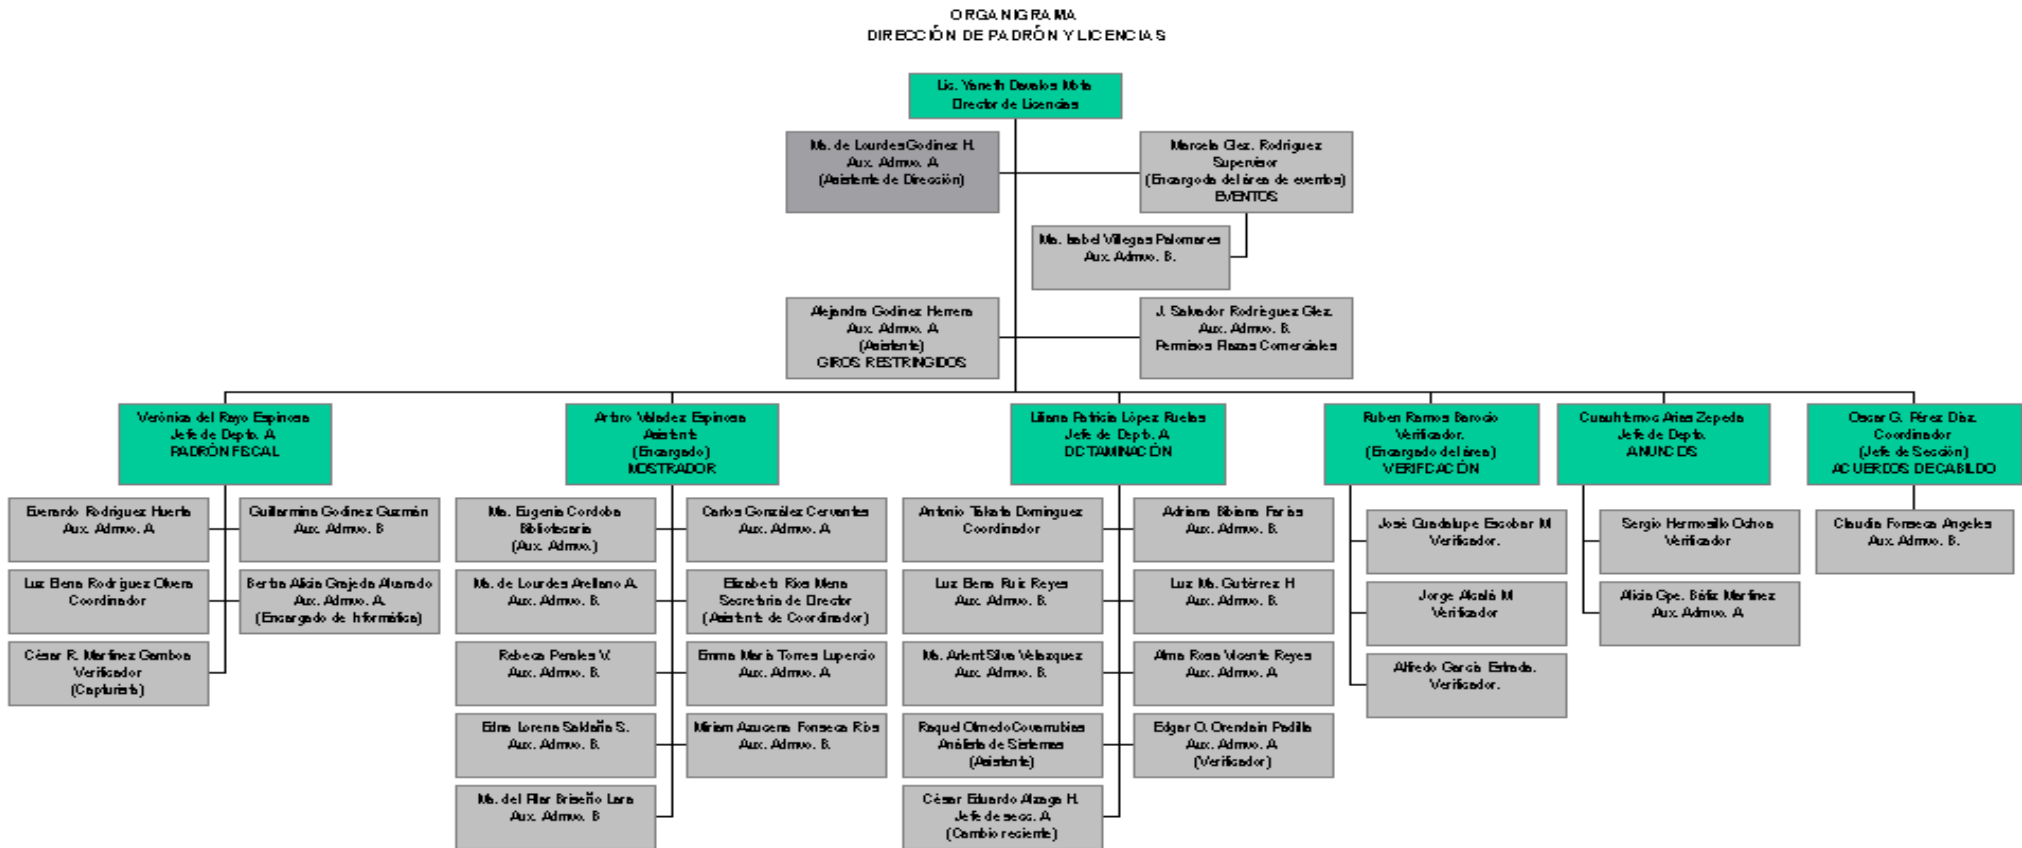 ORGANIGRAMA
DIRECCIÓN DE PADRÓN Y LICENCIAS
Lic. Yaneth Davalos Mota
Director de Licencias
Ma. de Lourdes Godinez H.
Aux. Admvo. A
(Asistente de Dirección)
Marcela Glez. Rodriguez
Supervisor
(Encargada del área de eventos)
EVENTOS
Ma. Isabel Villegas Palomares
Aux. Admvo. B.
Alejandra Godinez Herrera
Aux. Admvo. A
(Asistente)
GIROS RESTRINGIDOS
J. Salvador Rodrieguez Glez.
Aux. Admvo. B.
Permisos Plazas Comerciales
Verónica del Rayo Espinosa
Jefe de Depto. A
PADRÓN FISCAL
Arturo Valadez Espinosa
Asistente
(Encargado)
MOSTRADOR
Liliana Patricia López Ruelas
Jefe de Depto. A
DICTAMINACIÓN
Ruben Ramos Barocio
Verificador.
(Encargado del área)
VERIFICACIÓN
Cuauhtemoc Arias Zepeda
Jefe de Depto.
ANUNCIOS
Oscar G. Pérez Díaz.
Coordinador
(Jefe de Sección)
ACUERDOS DE CABILDO
Everardo Rodriguez Huerta
Aux. Admvo. A
Guillermina Godinez Guzmán
Aux. Admvo. B
Luz Elena Rodríguez Olvera
Coordinador
Bertha Alicia Grajeda Alvarado
Aux. Admvo. A.
(Encargado de Informática)
César R. Martínez Gamboa
Verificador
(Capturista)
Ma. Eugenia Cordoba
Bibliotecaria
(Aux. Admvo.)
Carlos González Cervantes
Aux. Admvo. A
Ma. de Lourdes Arellano A.
Aux. Admvo. B.
Elizabeth Ríos Mena
Secretaria de Director
(Asistente de Coordinador)
Rebeca Perales V.
Aux. Admvo. B.
Emma María Torres Lupercio
Aux. Admvo. A
Edna Lorena Saldaña S.
Aux. Admvo. B.
Miriam Azucena Fonseca Ríos
Aux. Admvo. B.
Ma. del Pilar Briseño Lara
Aux. Admvo. B
Antonio Takata Dominguez
Coordinador
Adriana Bibiana Farías
Aux. Admvo. B.
Luz Elena Ruiz Reyes
Aux. Admvo. B.
Luz Ma. Gutiérrez H
Aux. Admvo. B.
Ma. Arlent Silva Velazquez
Aux. Admvo. B.
Alma Rosa Vicente Reyes
Aux. Admvo. A
Raquel Olmedo Covarrubias
Analista de Sistemas
(Asistente)
Edgar O. Orendain Padilla
Aux. Admvo. A
(Verificador)
César Eduardo Alzaga H.
Jefe de secc. A
(Cambio reciente)
José Guadalupe Escobar M
Verificador.
Jorge Alcalá M
Verificador
Alfredo García Estrada.
Verificador.
Sergio Hermosillo Ochoa
Verificador
Alicia Gpe. Bátiz Martínez
Aux. Admvo. A
Claudia Fonseca Angeles
Aux. Admvo. B.